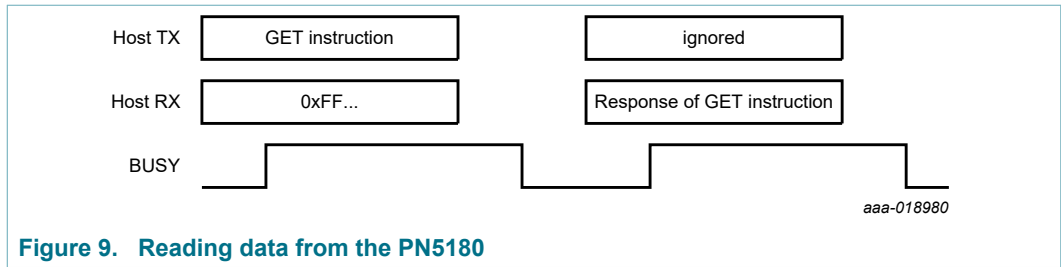 Host TX GET instruction ignored
Host RX 0xFF... Response of GET instruction
BUSY
aaa-018980
Figure 9. Reading data from the PN5180